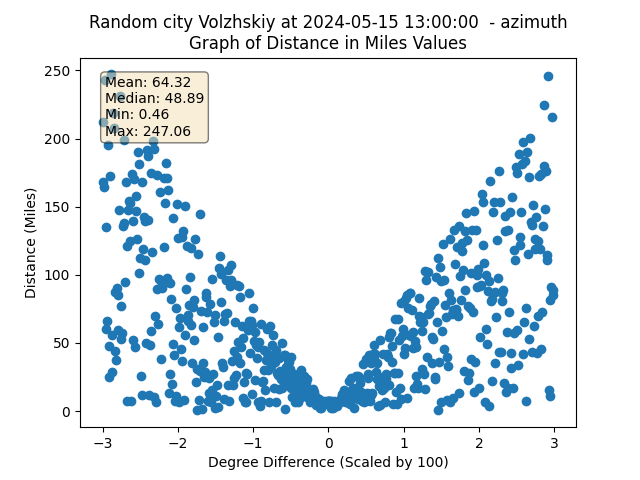 Random city Volzhskiy at 2024-05-15 13:00:00  - azimuth
Graph of Distance in Miles Values
Mean: 64.32
Median: 48.89
Min: 0.46
Max: 247.06
Distance (Miles)
250
200
150
100
50
0
−3
−2
−1
0
1
2
3
Degree Difference (Scaled by 100)